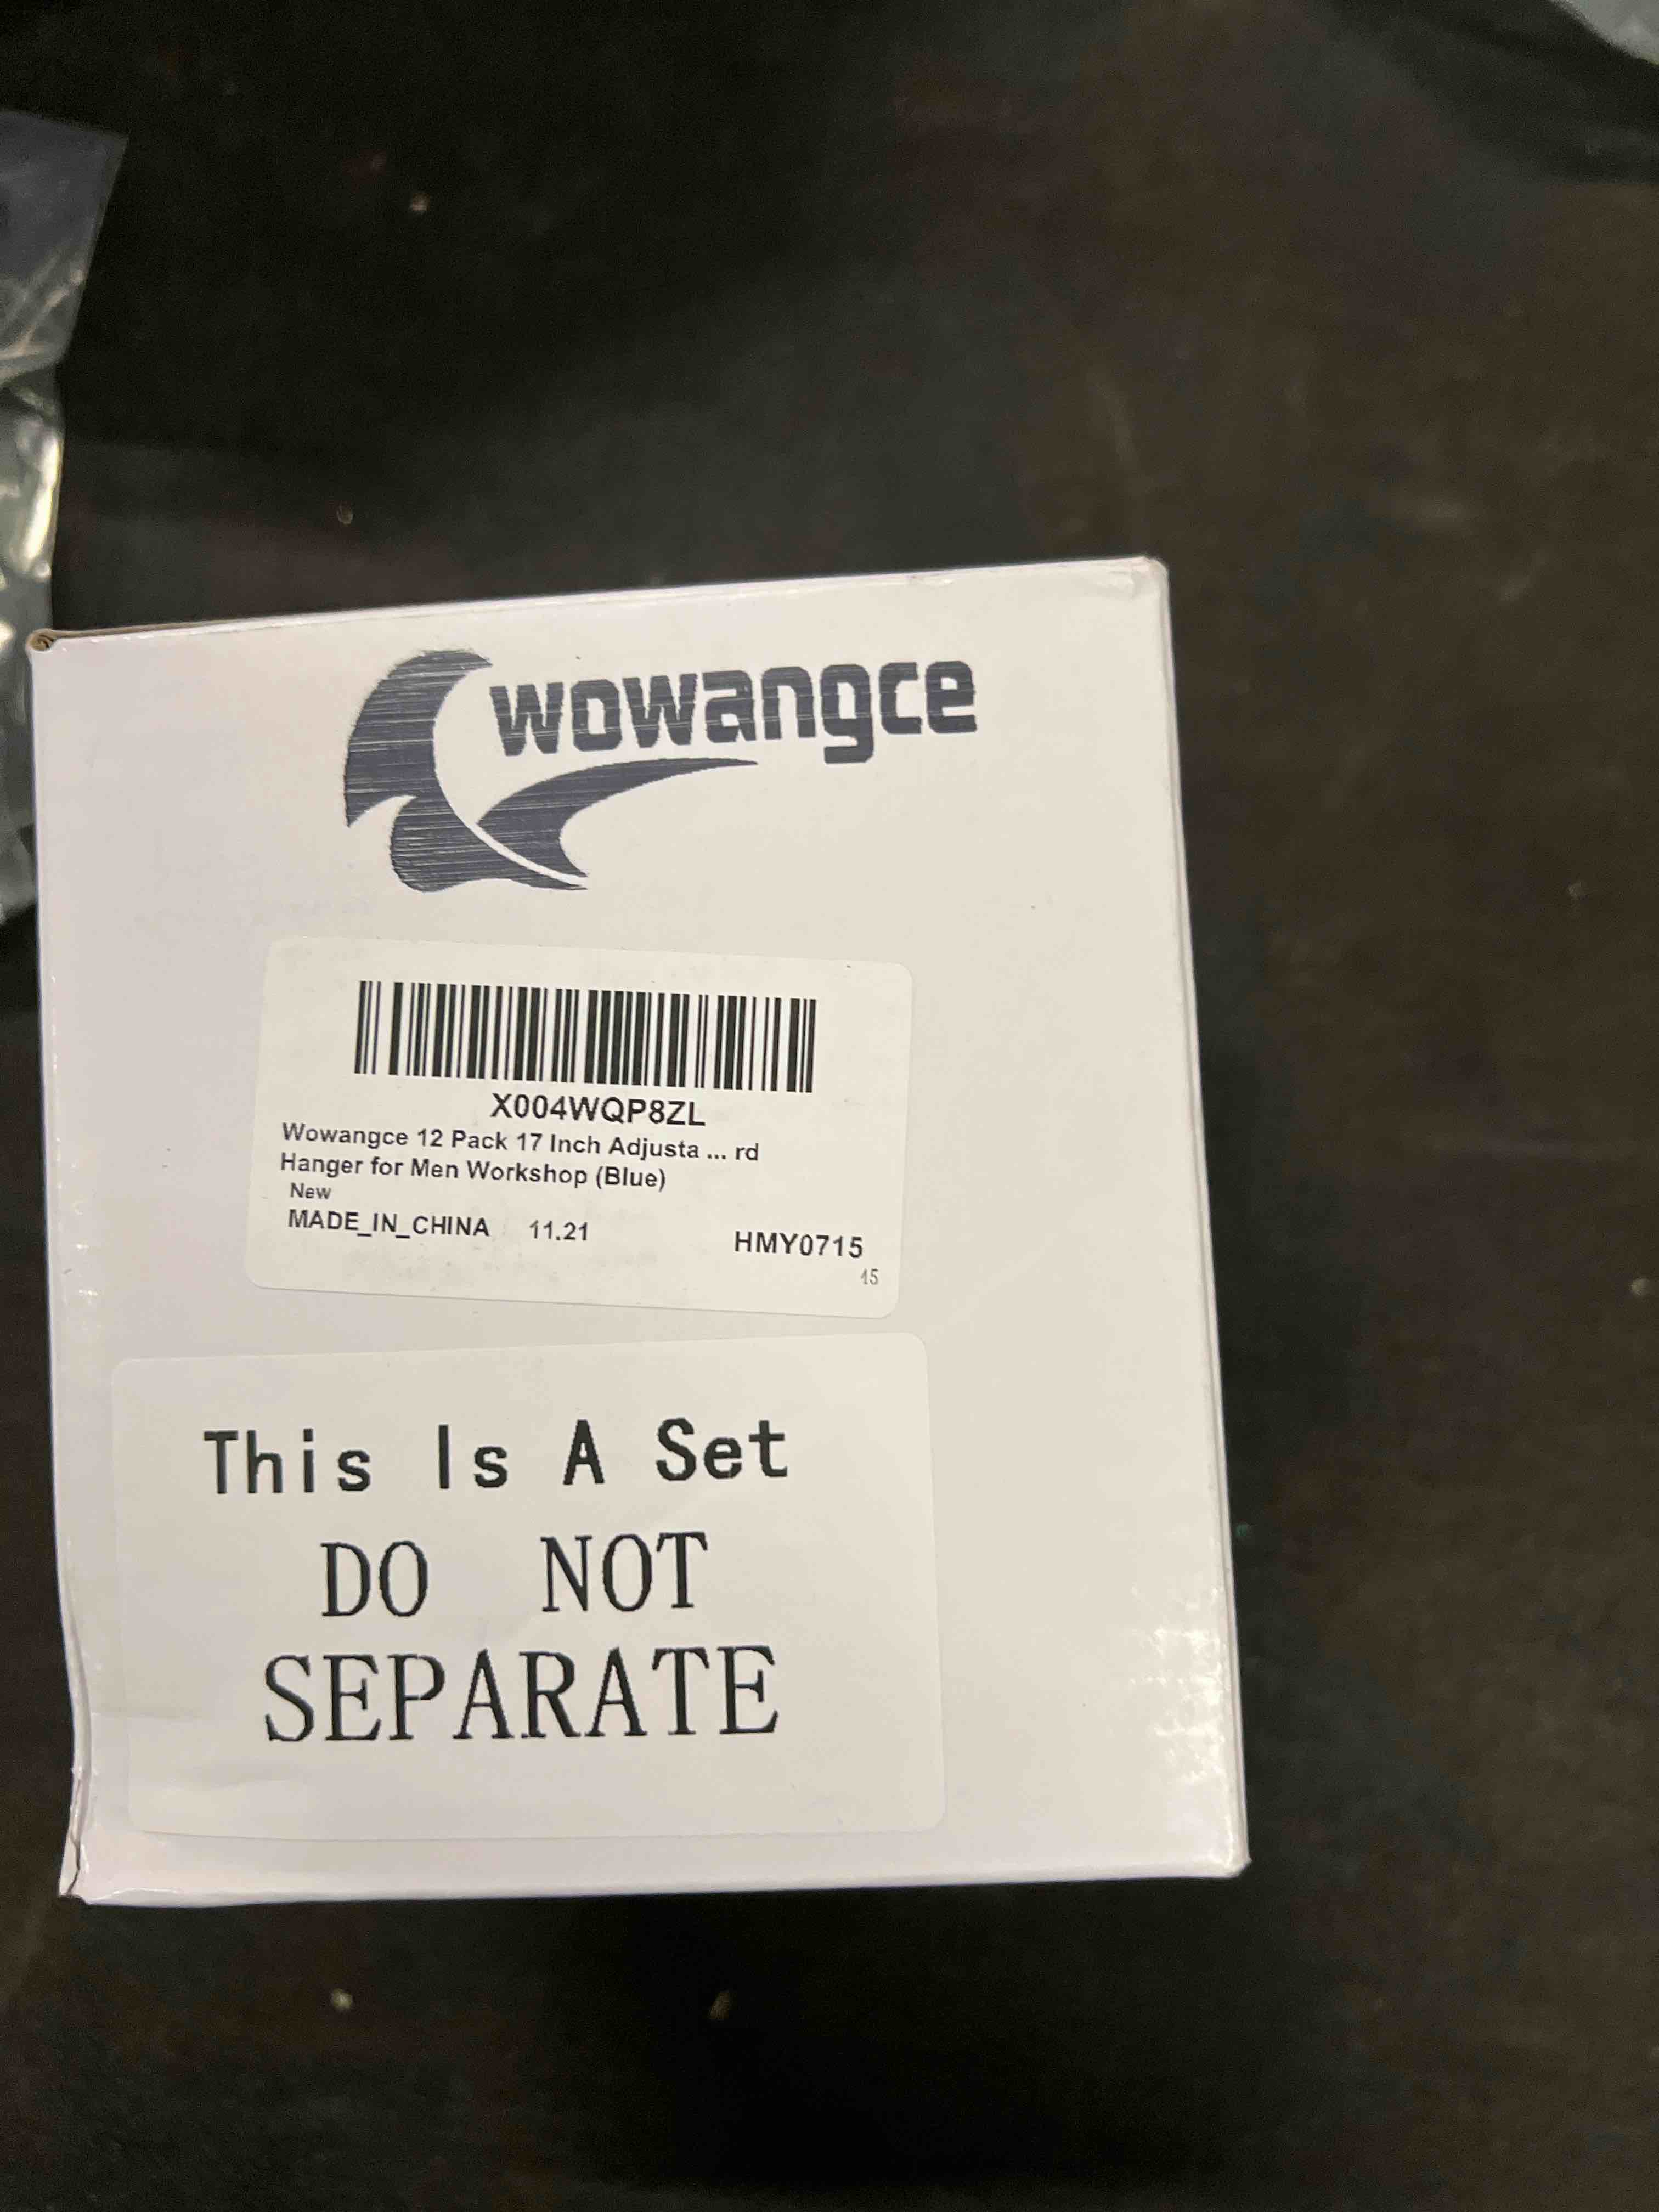 wowangce
X004WQP8ZL
Wowangce 12 Pack 17 Inch Adjusta ... rd
Hanger for Men Workshop (Blue)
New
MADE_IN_CHINA 11.21 HMY0715
15
This Is A Set
DO NOT
SEPARATE